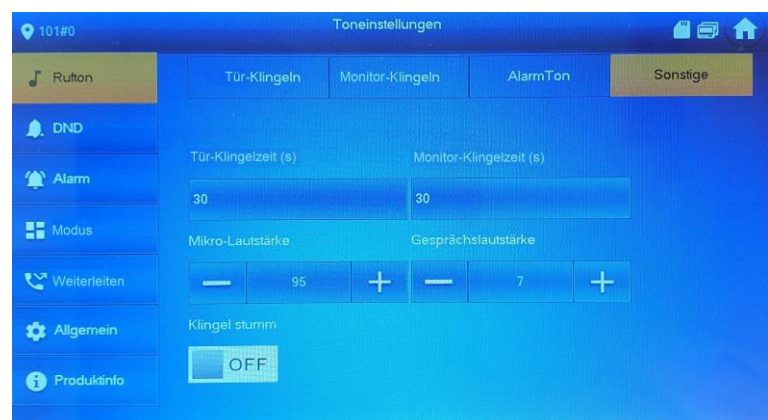 101#0
Toneinstellungen
Rufton
Tür-Klingeln
Monitor-Klingeln
AlarmTon
Sonstige
DND
Alarm
Modus
Weiterleiten
Allgemein
Produktinfo
Tür-Klingelzeit (s)
Monitor-Klingelzeit (s)
30
30
Mikro-Lautstärke
Gesprächslautstärke
95
7
Klingel stumm
OFF